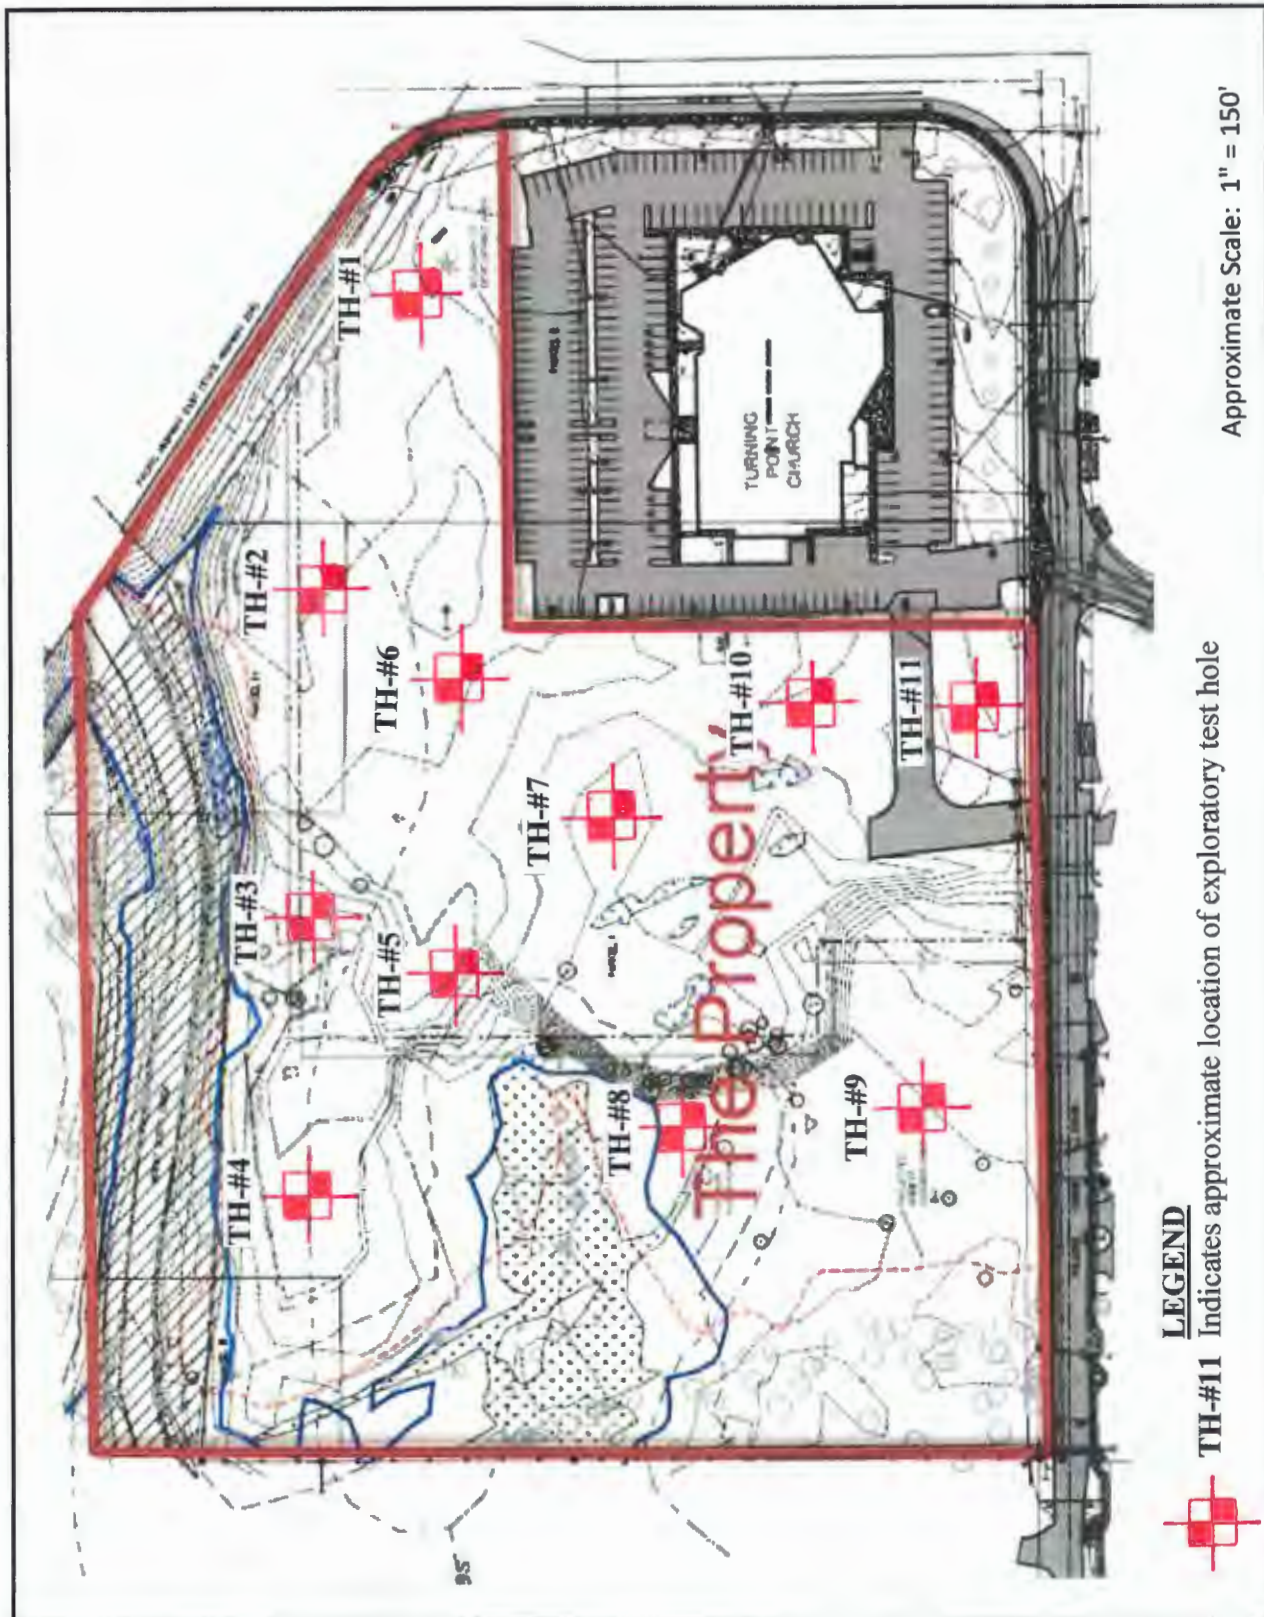 TH-#1
TH-#2
TH-#6
TH-#3
TH-#5
TH-#4
TH-#7
TH-#10
TH-#11
TH-#8
TH-#9
The Property
TURNING
POINT
CHURCH
95'
LEGEND
TH-#11 Indicates approximate location of exploratory test hole
Approximate Scale: 1" = 150'